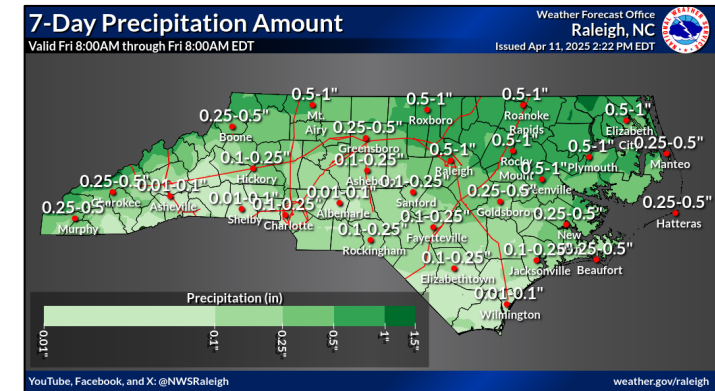 7-Day Precipitation Amount
Valid Fri 8:00AM through Fri 8:00AM EDT
Weather Forecast Office
Raleigh, NC
Issued Apr 11, 2025 2:22 PM EDT
0.5-1"
Mt.
Airy
0.5-1"
Roxboro
0.5-1"
Roanoke
Rapids
0.5-1"
Elizabeth
City
0.25-0.5"
Boone
0.25-0.5"
Greensboro
0.5-1"
Raleigh
0.5-1"
Rocky
Mount
0.5-1"
Plymouth
0.25-0.5"
Manteo
0.1-0.25"
Hickory
0.1-0.25"
Asheboro
0.5-1"
Greenville
0.25-0.5"
Cherokee
0.01-0.1"
Asheville
0.01-0.1"
Shelby
0.1-0.25"
Charlotte
0.01-0.1"
Albemarle
0.1-0.25"
Sanford
0.25-0.5"
Goldsboro
0.25-0.5"
New
0.25-0.5"
Hatteras
0.25-0.5"
Murphy
0.1-0.25"
Rockingham
0.1-0.25"
Fayetteville
0.1-0.25"
Elizabethtown
0.1-0.25"
Jacksonville
0.25-0.5"
Beaufort
0.01-0.1"
Wilmington
Precipitation (in)
0.01"
0.1"
0.25"
0.5"
1"
1.5"
YouTube, Facebook, and X: @NWSRaleigh
weather.gov/raleigh